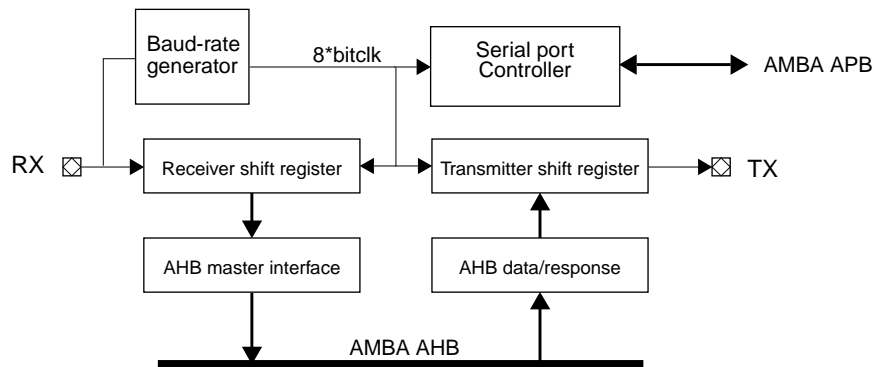 Baud-rate
generator
8*bitclk
Serial port
Controller
AMBA APB
RX
Receiver shift register
Transmitter shift register
TX
AHB master interface
AHB data/response
AMBA AHB